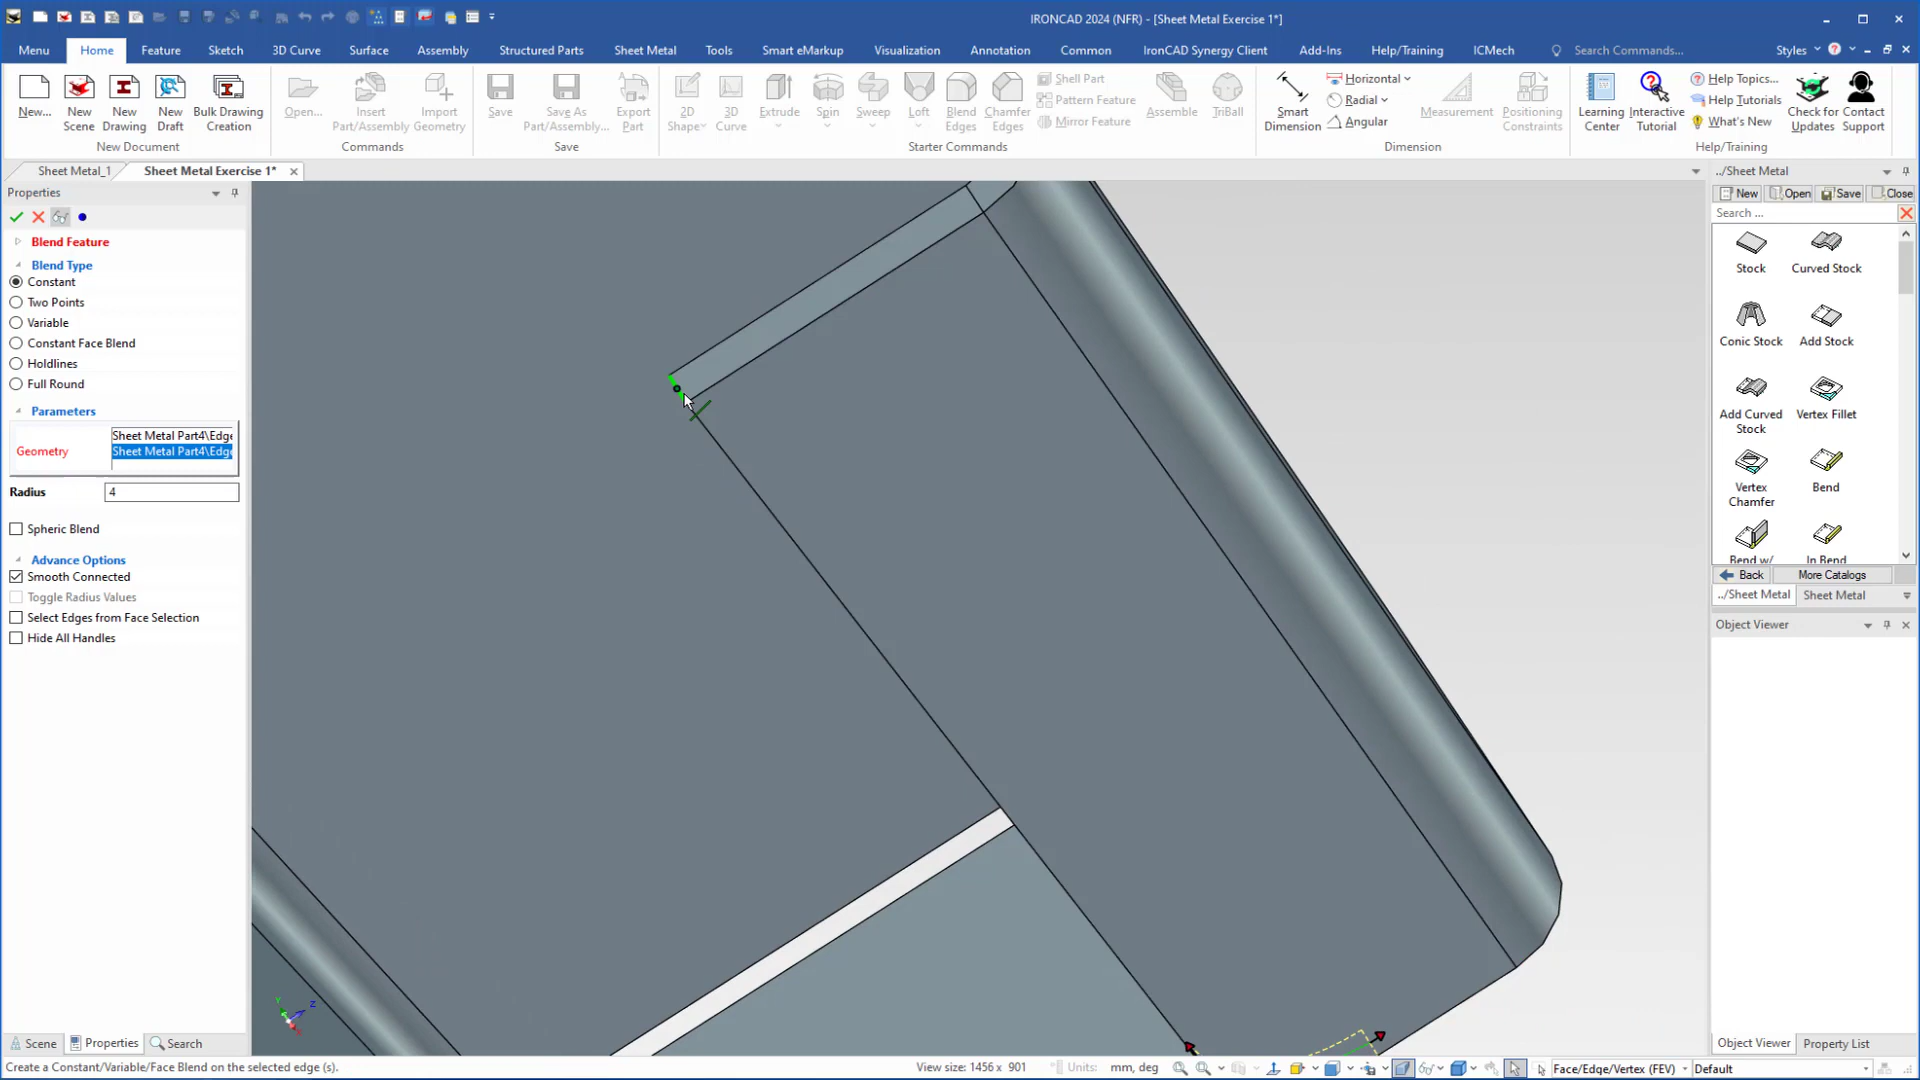 IRONCAD 2024 (NFR) - [Sheet Metal Exercise 1*]
Menu Home Feature Sketch 3D Curve Surface Assembly Structured Parts Sheet Metal Tools Smart eMarkup Visualization Annotation Common IronCAD Synergy Client Add-Ins Help/Training ICMech Search Commands... Styles
New... New Scene New Drawing New Draft Bulk Drawing Creation
New Document
Open... Insert Part/Assembly Import Geometry
Commands
Save Save As Part/Assembly... Export Part
Save
2D Shape 3D Curve Extrude Spin Sweep Loft Blend Edges Chamfer Edges Shell Part Pattern Feature Mirror Feature Assemble TriBall
Starter Commands
Smart Dimension Horizontal Radial Angular Measurement Positioning Constraints
Dimension
Learning Center Interactive Tutorial Help Topics... Help Tutorials What's New Check for Updates Contact Support
Help/Training
Sheet Metal_1 Sheet Metal Exercise 1*
Properties
Blend Feature
Blend Type
Constant
Two Points
Variable
Constant Face Blend
Holdlines
Full Round
Parameters
Geometry
Sheet Metal Part4\Edge
Sheet Metal Part4\Edge
Radius 4
Spheric Blend
Advance Options
Smooth Connected
Toggle Radius Values
Select Edges from Face Selection
Hide All Handles
Scene Properties Search
../Sheet Metal
New Open Save Close
Search ...
Stock Curved Stock
Conic Stock Add Stock
Add Curved Stock Vertex Fillet
Vertex Chamfer Bend
Bend w/ In Bend
Back More Catalogs
../Sheet Metal Sheet Metal
Object Viewer
Object Viewer Property List
Y Z X
Create a Constant/Variable/Face Blend on the selected edge (s). View size: 1456 x 901 Units: mm, deg Face/Edge/Vertex (FEV) Default